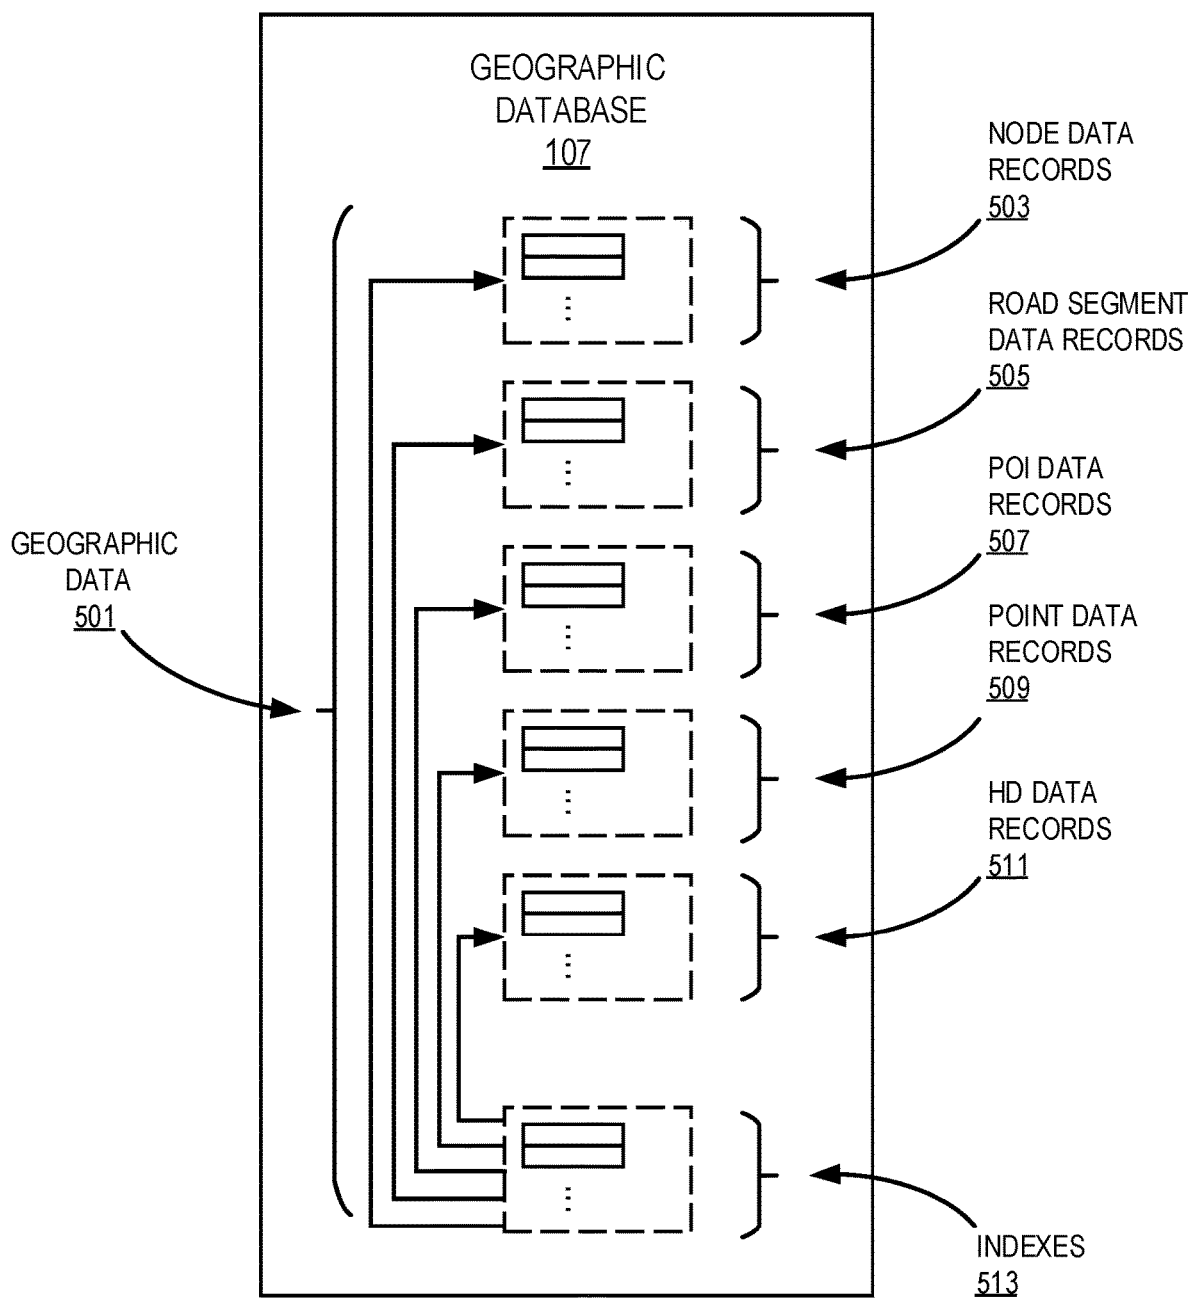 GEOGRAPHIC
DATABASE
107
NODE DATA
RECORDS
503
ROAD SEGMENT
DATA RECORDS
505
POI DATA
RECORDS
507
GEOGRAPHIC
DATA
501
POINT DATA
RECORDS
509
HD DATA
RECORDS
511
INDEXES
513